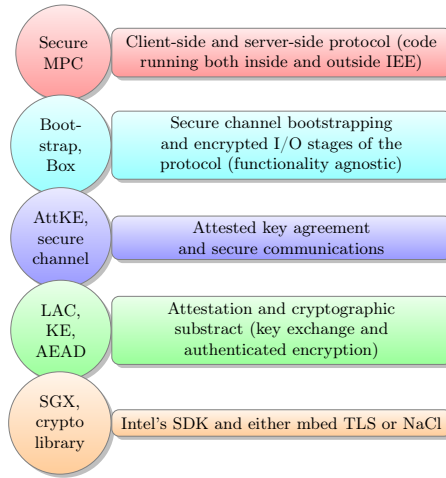 Secure
MPC
Client-side and server-side protocol (code
running both inside and outside IEE)
Boot-
strap,
Box
Secure channel bootstrapping
and encrypted I/O stages of the
protocol (functionality agnostic)
AttKE,
secure
channel
Attested key agreement
and secure communications
LAC,
KE,
AEAD
Attestation and cryptographic
substract (key exchange and
authenticated encryption)
SGX,
crypto
library
Intel's SDK and either mbed TLS or NaCl